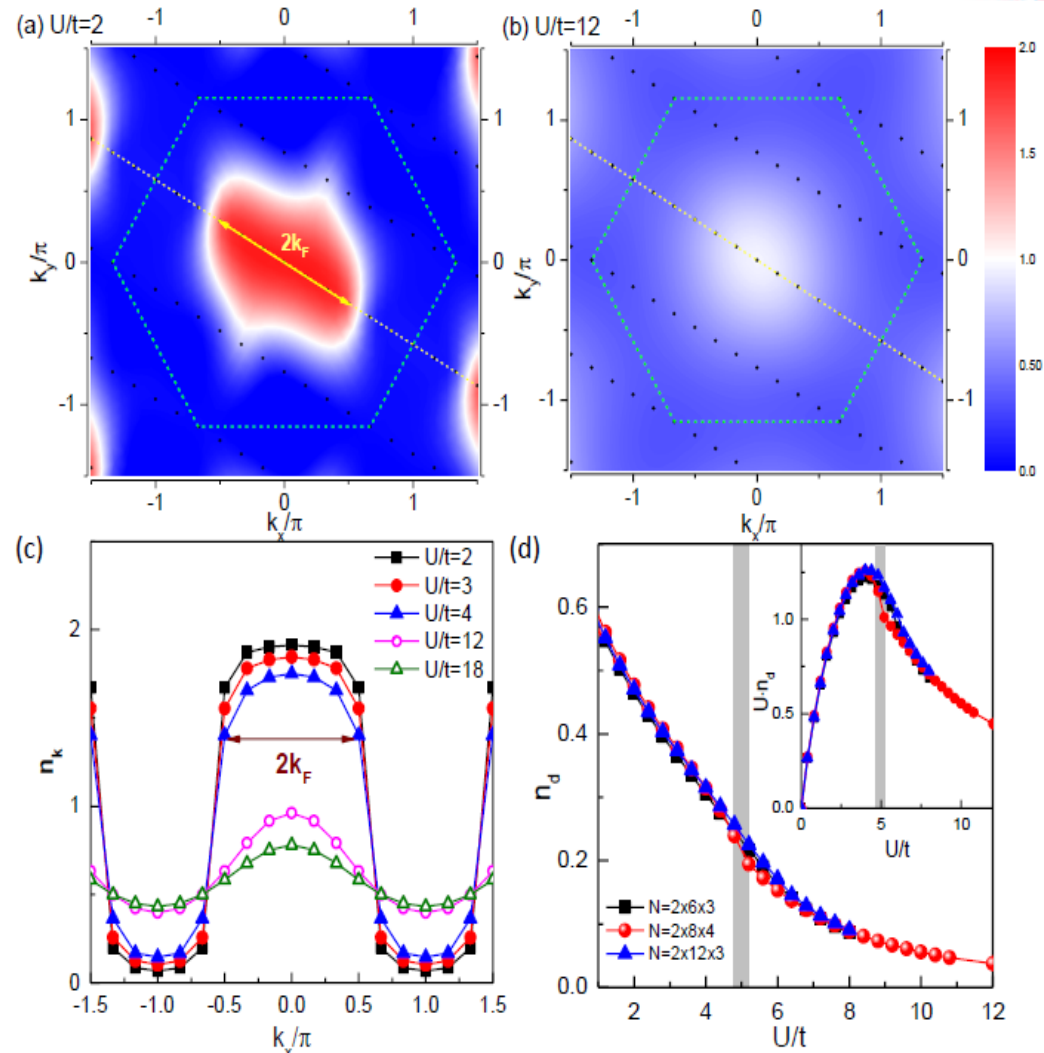 (a) U/t=2
-1 0 1
(b) U/t=12
-1 0 1
k_y/π
1
0
-1
2k_F
1
0
-1
k_y/π
1
0
-1
1
0
-1
2.0
1.5
1.0
0.50
0.0
-1 0 1
k_x/π
-1 0 1
k_x/π
(c)
n_k
2
1
0
U/t=2
U/t=3
U/t=4
U/t=12
U/t=18
2k_F
-1.5 -1.0 -0.5 0.0 0.5 1.0 1.5
k_x/π
(d)
n_d
0.6
0.4
0.2
0.0
N=2x6x3
N=2x8x4
N=2x12x3
2 4 6 8 10 12
U/t
U·n_d
1.0
0.5
0.0
0 5 10
U/t